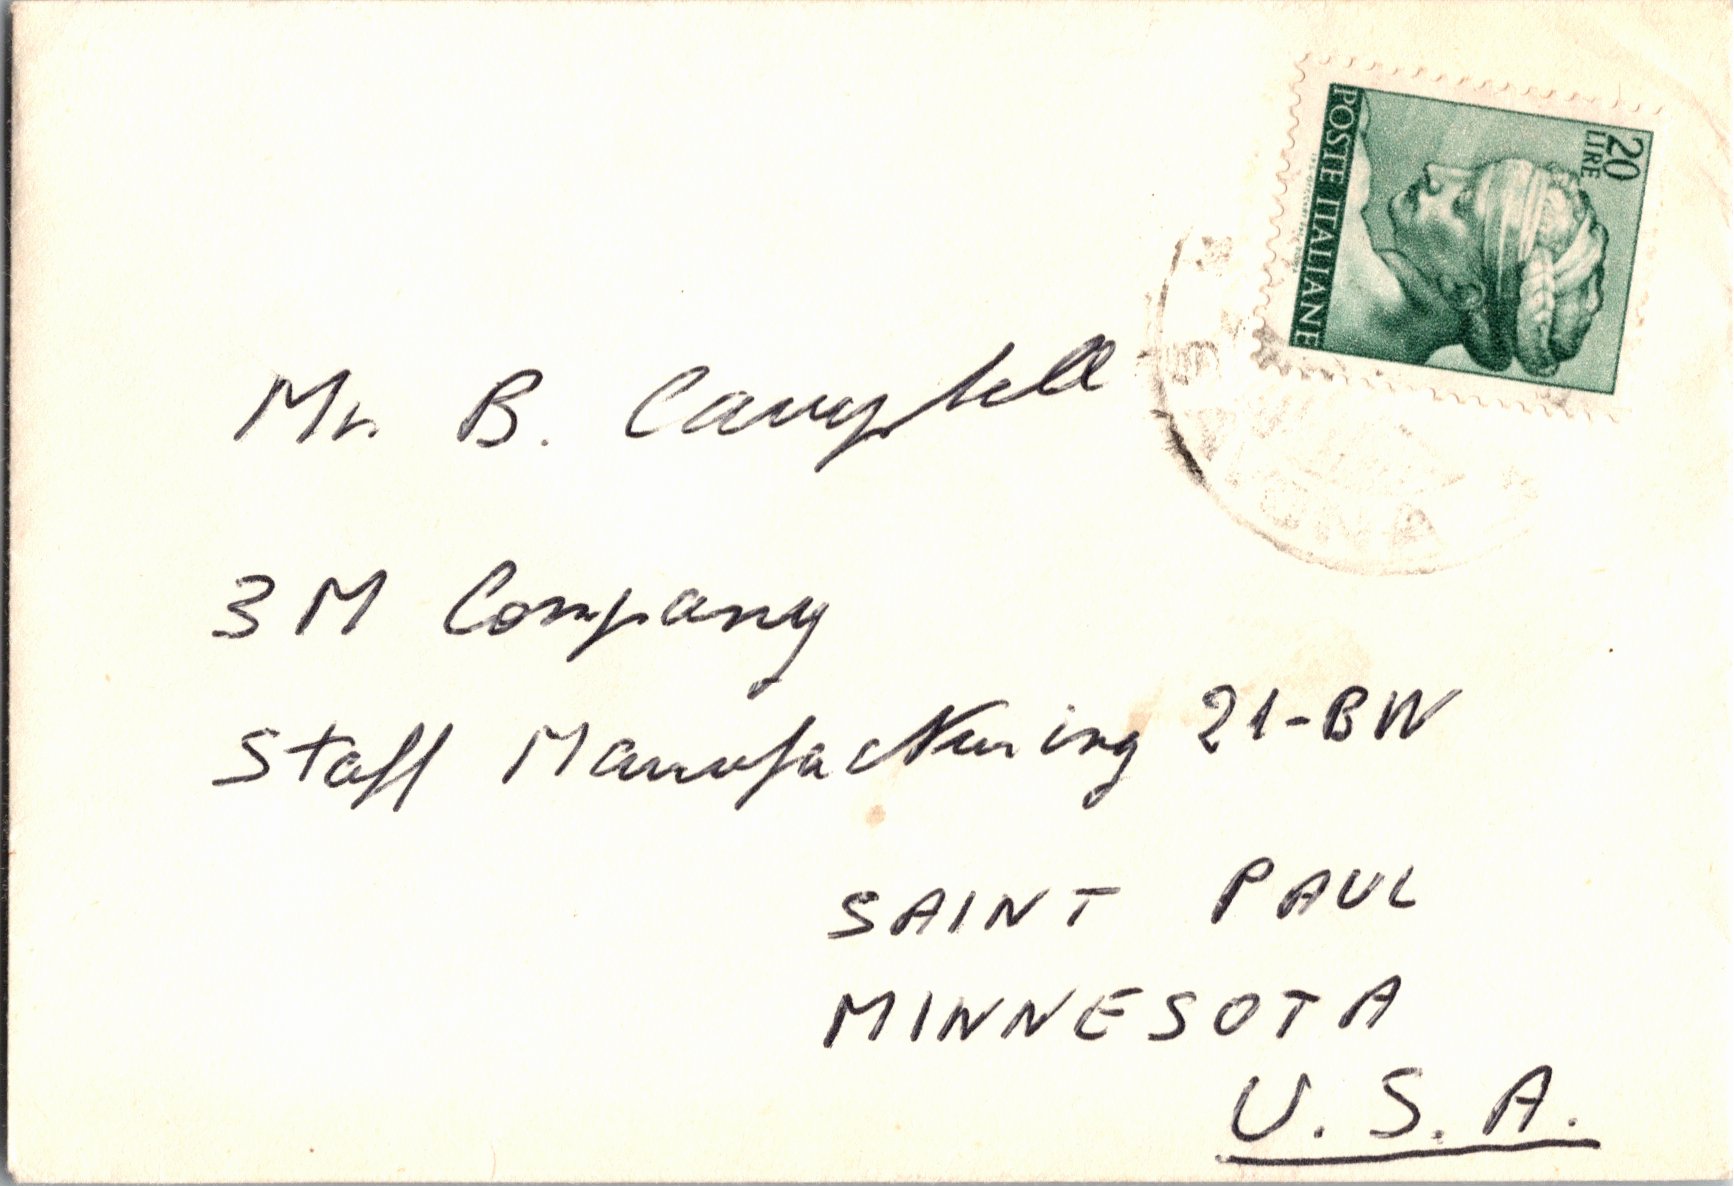 20
LIRE
POSTE ITALIANE
Mr. B. Campbell
3M Company
Staff Manufacturing 21-BW
SAINT PAUL
MINNESOTA
U.S.A.